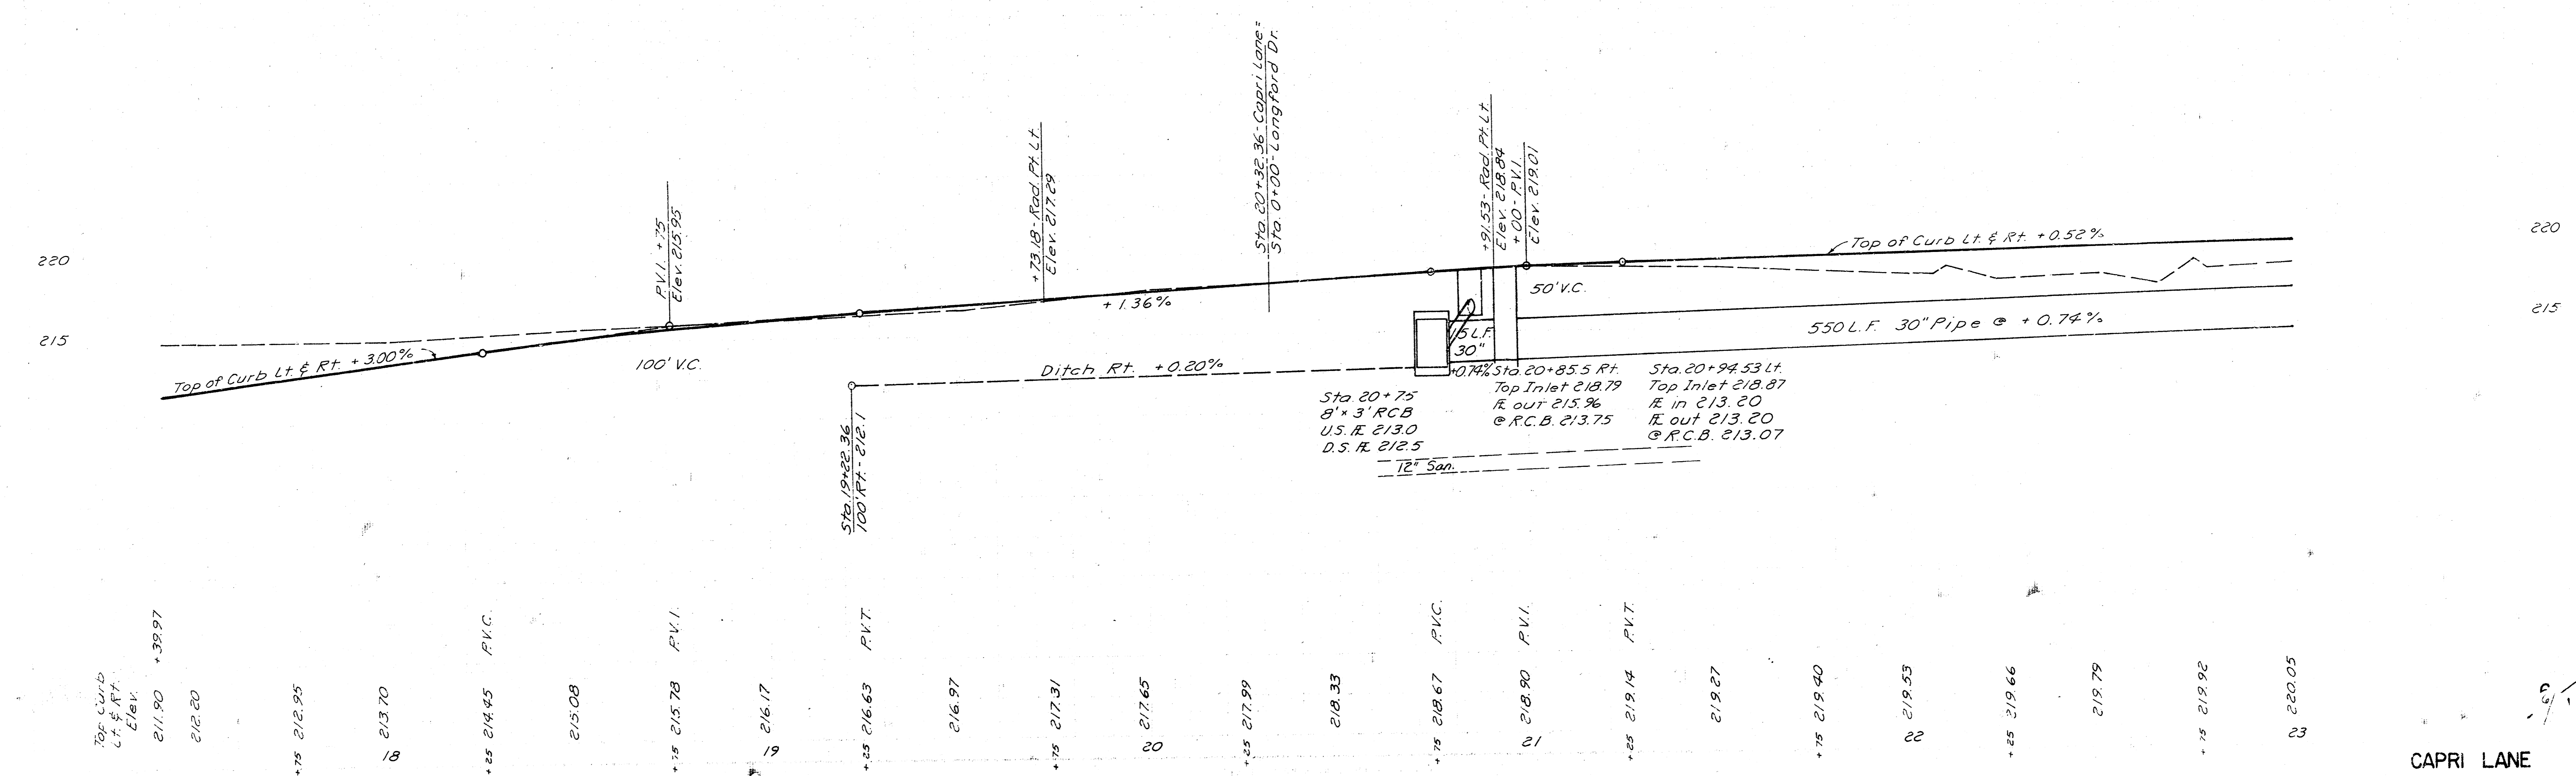 Sta. 20+32.36-Capri Lane=
Sta. 0+00-Longford Dr.
+73.18-Rad. Pt. Lt.
Elev. 217.29
+91.53-Rad. Pt. Lt.
Elev. 218.84
+00-P.V.I.
Elev. 219.01
P.V.I. +75
Elev. 215.95
220
215
220
215
Top of Curb Lt. & Rt. +0.52%
+1.36%
50' V.C.
550 L.F. 30" Pipe @ +0.74%
Top of Curb Lt. & Rt. +3.00%
100' V.C.
Ditch Rt. +0.20%
15 L.F.
30"
+0.74%
Sta. 20+75
8' x 3' RCB
U.S. FL 213.0
D.S. FL 212.5
Sta. 20+85.5 Rt.
Top Inlet 218.79
FL out 215.96
@ R.C.B. 213.75
Sta. 20+94.53 Lt.
Top Inlet 218.87
FL in 213.20
FL out 213.20
@ R.C.B. 213.07
12" San.
Sta. 19+22.36
100' Rt. - 212.1
Top Curb
Lt. & Rt.
Elev.
211.90 +39.97
212.20
+75 212.95
18 213.70
+25 214.45 P.V.C.
215.08
+75 215.78 P.V.I.
19 216.17
+25 216.63 P.V.T.
216.97
+75 217.31
20 217.65
+25 217.99
218.33
+75 218.67 P.V.C.
21 218.90 P.V.I.
+25 219.14 P.V.T.
219.27
+75 219.40
22 219.53
+25 219.66
219.79
+75 219.92
23 220.05
CAPRI LANE